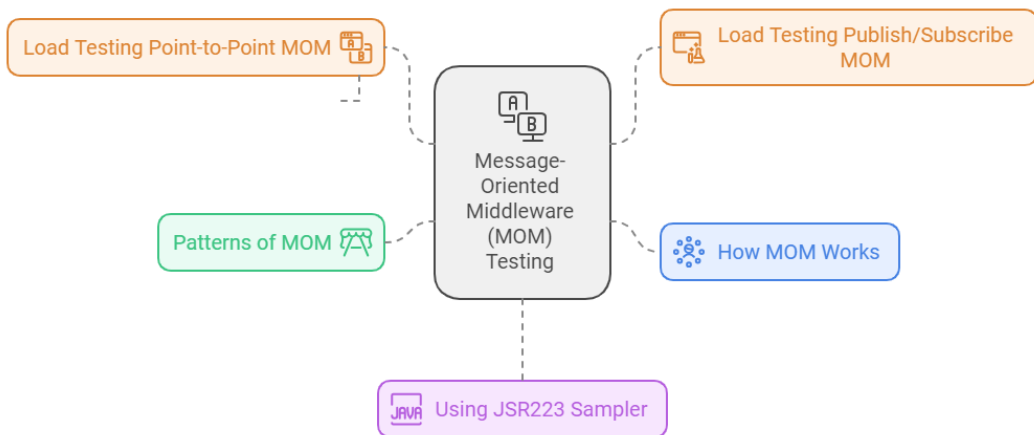 Load Testing Point-to-Point MOM
A
B
Load Testing Publish/Subscribe
MOM
A
B
Message-
Oriented
Middleware
(MOM)
Testing
Patterns of MOM
How MOM Works
JAVA
Using JSR223 Sampler